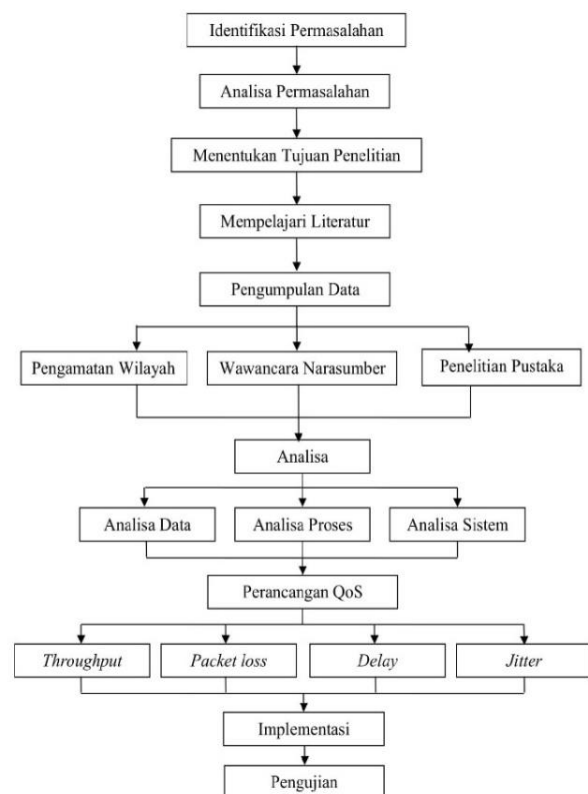 Identifikasi Permasalahan
Analisa Permasalahan
Menentukan Tujuan Penelitian
Mempelajari Literatur
Pengumpulan Data
Pengamatan Wilayah
Wawancara Narasumber
Penelitian Pustaka
Analisa
Analisa Data
Analisa Proses
Analisa Sistem
Perancangan QoS
Throughput
Packet loss
Delay
Jitter
Implementasi
Pengujian